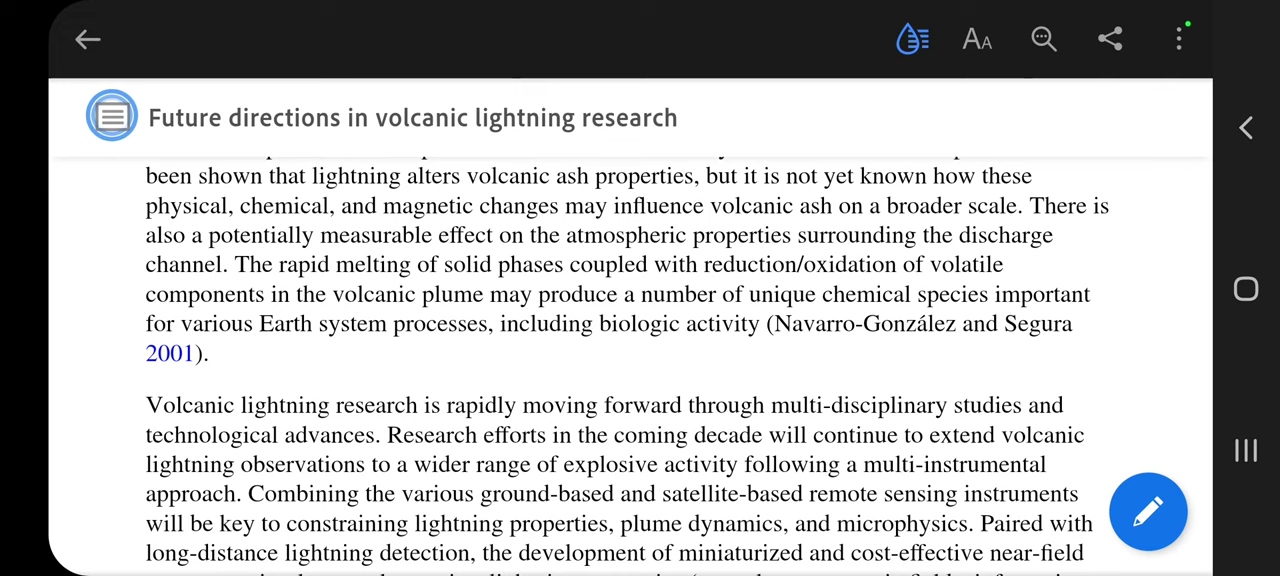 AA
Future directions in volcanic lightning research
been shown that lightning alters volcanic ash properties, but it is not yet known how these
physical, chemical, and magnetic changes may influence volcanic ash on a broader scale. There is
also a potentially measurable effect on the atmospheric properties surrounding the discharge
channel. The rapid melting of solid phases coupled with reduction/oxidation of volatile
components in the volcanic plume may produce a number of unique chemical species important
for various Earth system processes, including biologic activity (Navarro-González and Segura
2001).
Volcanic lightning research is rapidly moving forward through multi-disciplinary studies and
technological advances. Research efforts in the coming decade will continue to extend volcanic
lightning observations to a wider range of explosive activity following a multi-instrumental
approach. Combining the various ground-based and satellite-based remote sensing instruments
will be key to constraining lightning properties, plume dynamics, and microphysics. Paired with
long-distance lightning detection, the development of miniaturized and cost-effective near-field